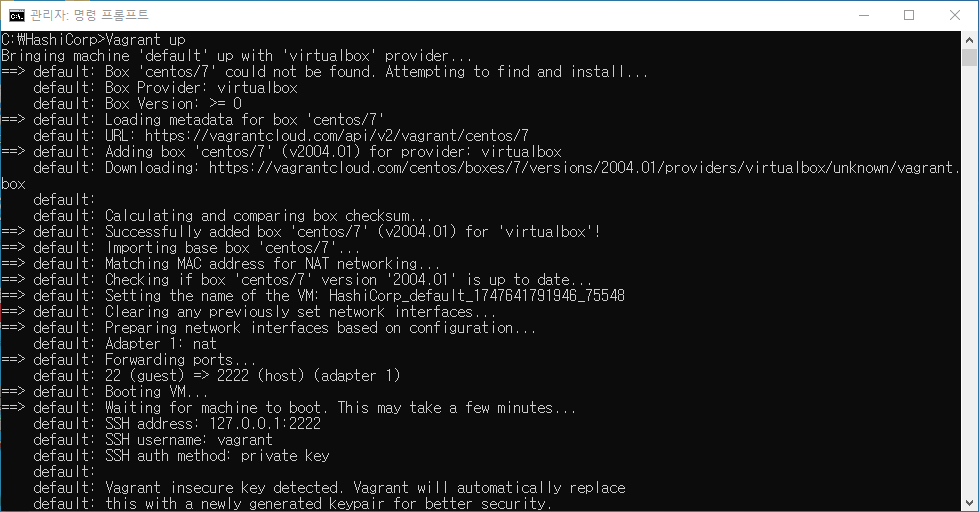 관리자: 명령 프롬프트
C:\HashiCorp>Vagrant up
Bringing machine 'default' up with 'virtualbox' provider...
==> default: Box 'centos/7' could not be found. Attempting to find and install...
    default: Box Provider: virtualbox
    default: Box Version: >= 0
==> default: Loading metadata for box 'centos/7'
    default: URL: https://vagrantcloud.com/api/v2/vagrant/centos/7
==> default: Adding box 'centos/7' (v2004.01) for provider: virtualbox
    default: Downloading: https://vagrantcloud.com/centos/boxes/7/versions/2004.01/providers/virtualbox/unknown/vagrant.
box
    default:
    default: Calculating and comparing box checksum...
==> default: Successfully added box 'centos/7' (v2004.01) for 'virtualbox'!
==> default: Importing base box 'centos/7'...
==> default: Matching MAC address for NAT networking...
==> default: Checking if box 'centos/7' version '2004.01' is up to date...
==> default: Setting the name of the VM: HashiCorp_default_1747641791946_75548
==> default: Clearing any previously set network interfaces...
==> default: Preparing network interfaces based on configuration...
    default: Adapter 1: nat
==> default: Forwarding ports...
    default: 22 (guest) => 2222 (host) (adapter 1)
==> default: Booting VM...
==> default: Waiting for machine to boot. This may take a few minutes...
    default: SSH address: 127.0.0.1:2222
    default: SSH username: vagrant
    default: SSH auth method: private key
    default:
    default: Vagrant insecure key detected. Vagrant will automatically replace
    default: this with a newly generated keypair for better security.